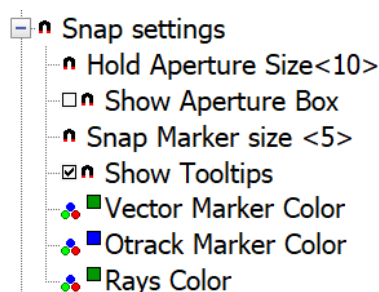 Snap settings
Hold Aperture Size<10>
Show Aperture Box
Snap Marker size <5>
Show Tooltips
Vector Marker Color
Otrack Marker Color
Rays Color